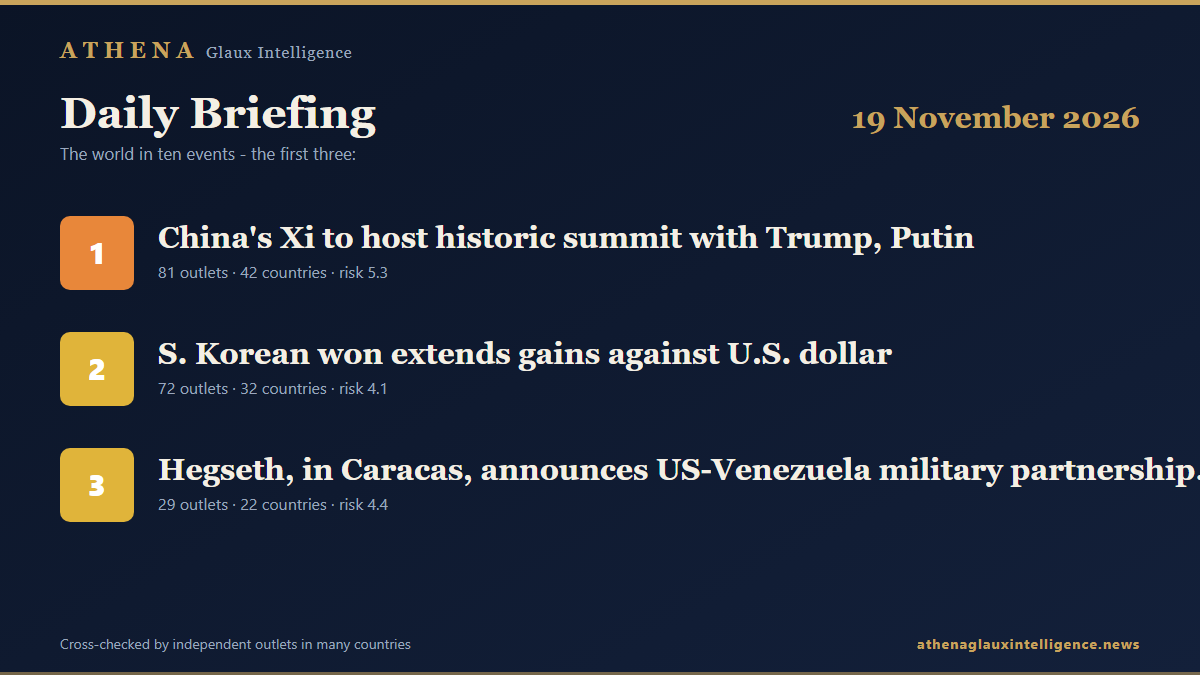 ATHENA Glaux Intelligence
Daily Briefing
19 November 2026
The world in ten events - the first three:
1
China's Xi to host historic summit with Trump, Putin
81 outlets · 42 countries · risk 5.3
2
S. Korean won extends gains against U.S. dollar
72 outlets · 32 countries · risk 4.1
3
Hegseth, in Caracas, announces US-Venezuela military partnership.
29 outlets · 22 countries · risk 4.4
Cross-checked by independent outlets in many countries
athenaglauxintelligence.news